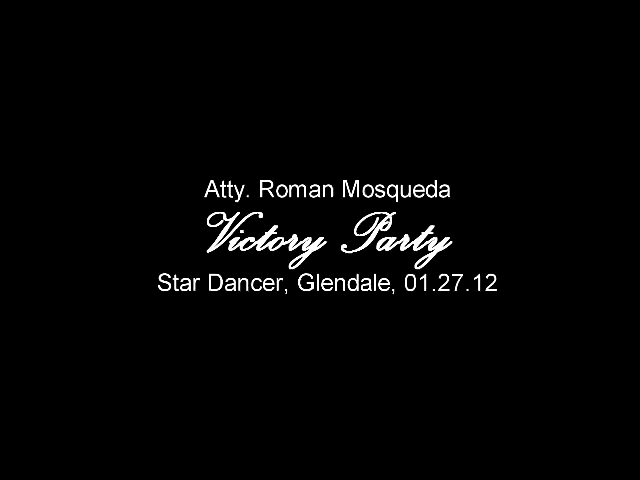 Atty. Roman Mosqueda
Victory Party
Star Dancer, Glendale, 01.27.12